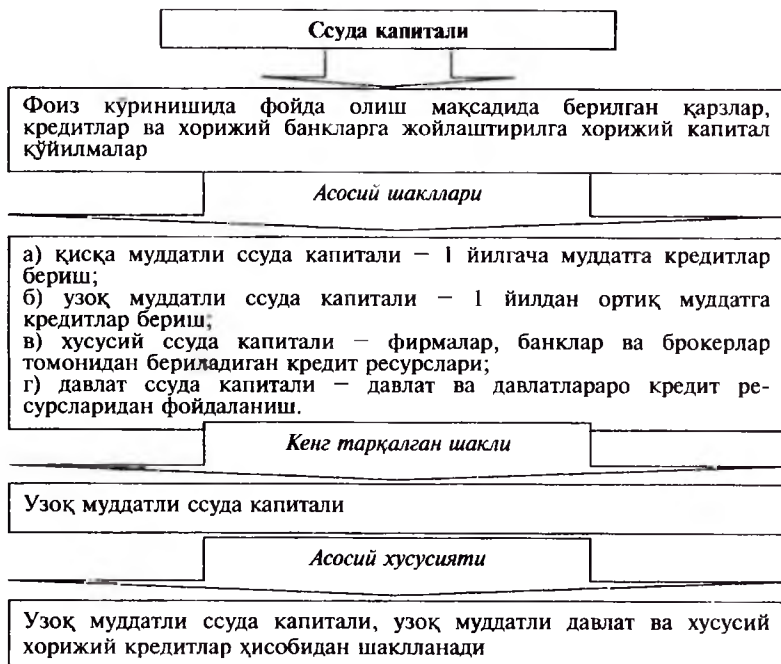 Ссуда капитали
Фоиз куринишида фойда олиш мақсадида берилган қарзлар,
кредитлар ва хорижий банкларга жойлаштирилга хорижий капитал
қўйилмалар
Асосий шакллари
а) қисқа муддатли ссуда капитали — 1 йилгача муддатга кредитлар
бериш;
б) узоқ муддатли ссуда капитали — 1 йилдан ортиқ муддатга
кредитлар бериш;
в) хусусий ссуда капитали — фирмалар, банклар ва брокерлар
томонидан бериладиган кредит ресурслари;
г) давлат ссуда капитали — давлат ва давлатлараро кредит ре-
сурсларидан фойдаланиш.
Кенг тарқалган шакли
Узоқ муддатли ссуда капитали
Асосий хусусияти
Узоқ муддатли ссуда капитали, узоқ муддатли давлат ва хусусий
хорижий кредитлар ҳисобидан шаклланади